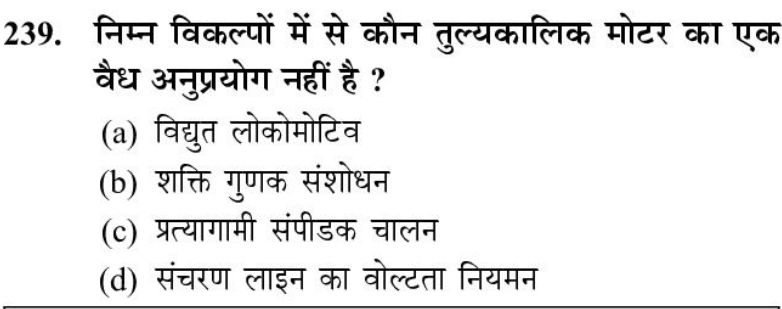 239. निम्न विकल्पों में से कौन तुल्यकालिक मोटर का एक
वैध अनुप्रयोग नहीं है ?
(a) विद्युत लोकोमोटिव
(b) शक्ति गुणक संशोधन
(c) प्रत्यागामी संपीडक चालन
(d) संचरण लाइन का वोल्टता नियमन